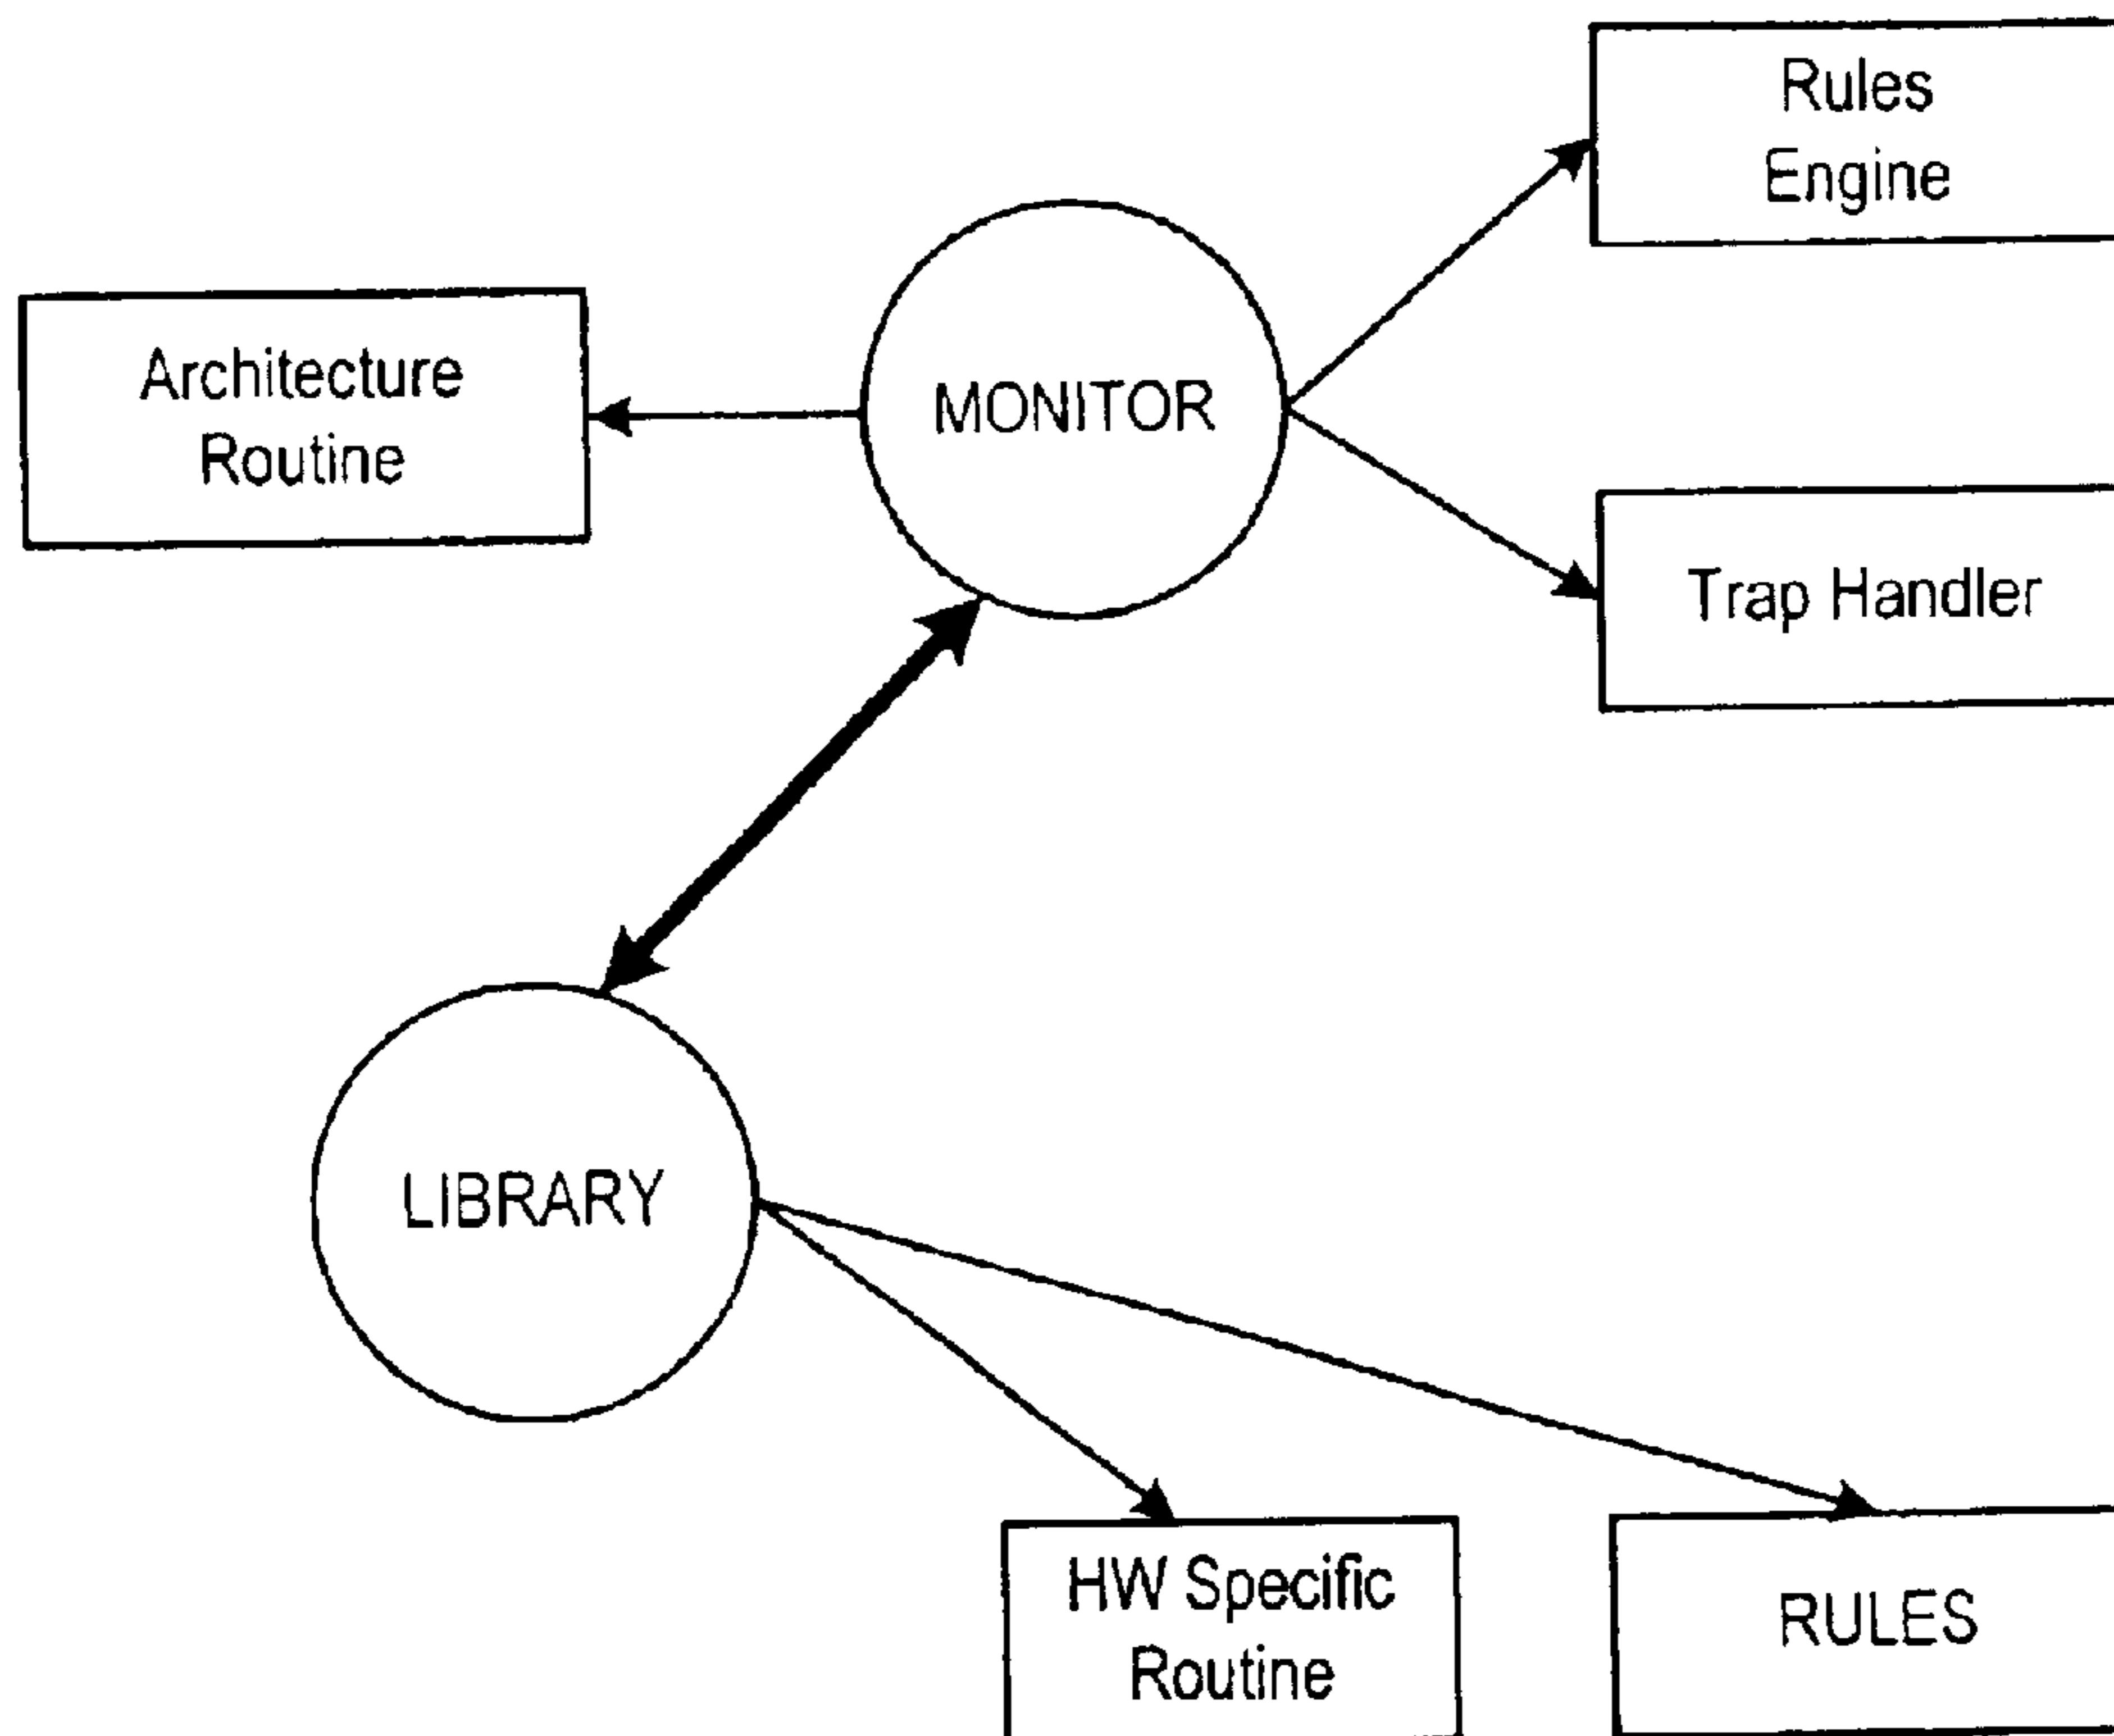 Rules
Engine
Architecture
Routine
MONITOR
Trap Handler
LIBRARY
HW Specific
Routine
RULES